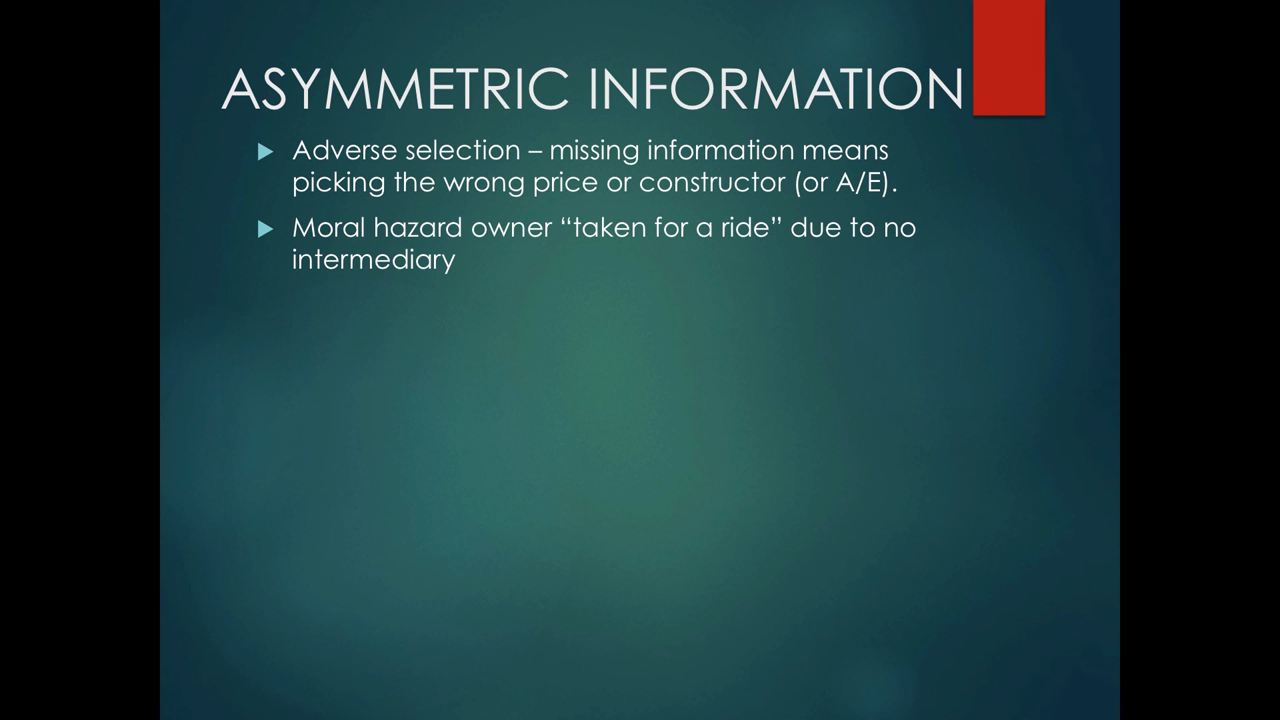 ASYMMETRIC INFORMATION
Adverse selection – missing information means
picking the wrong price or constructor (or A/E).
Moral hazard owner “taken for a ride” due to no
intermediary